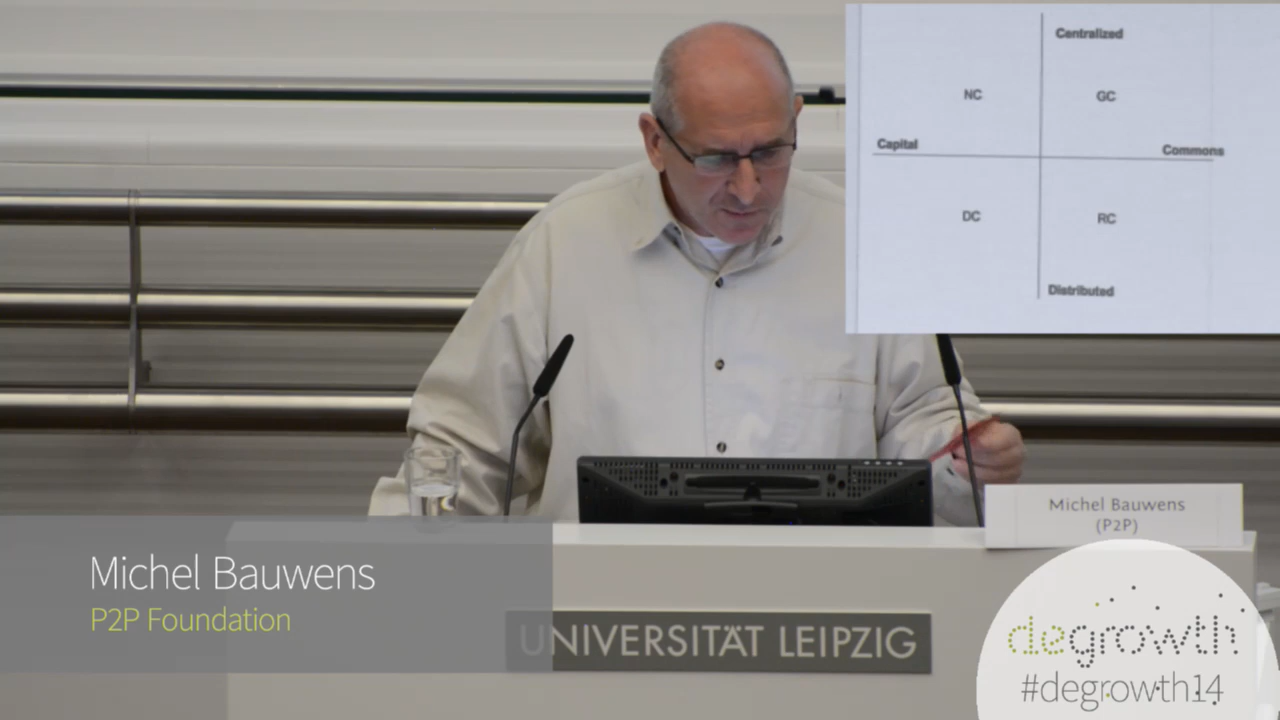 Centralized
NC GC
Capital
Commons
DC RC
Distributed
Michel Bauwens
(P2P)
Michel Bauwens
P2P Foundation
UNIVERSITÄT LEIPZIG
degrowth
#degrowth14